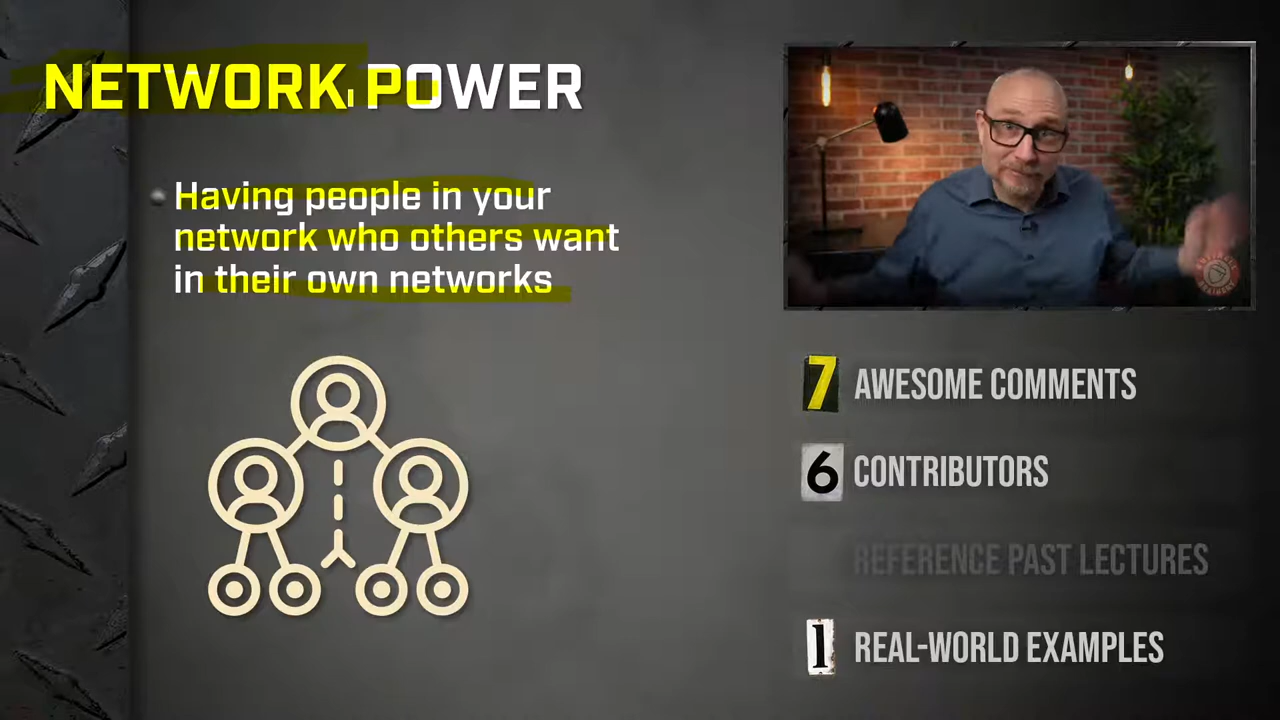 NETWORK POWER
Having people in your
network who others want
in their own networks
7 AWESOME COMMENTS
6 CONTRIBUTORS
REFERENCE PAST LECTURES
1 REAL-WORLD EXAMPLES